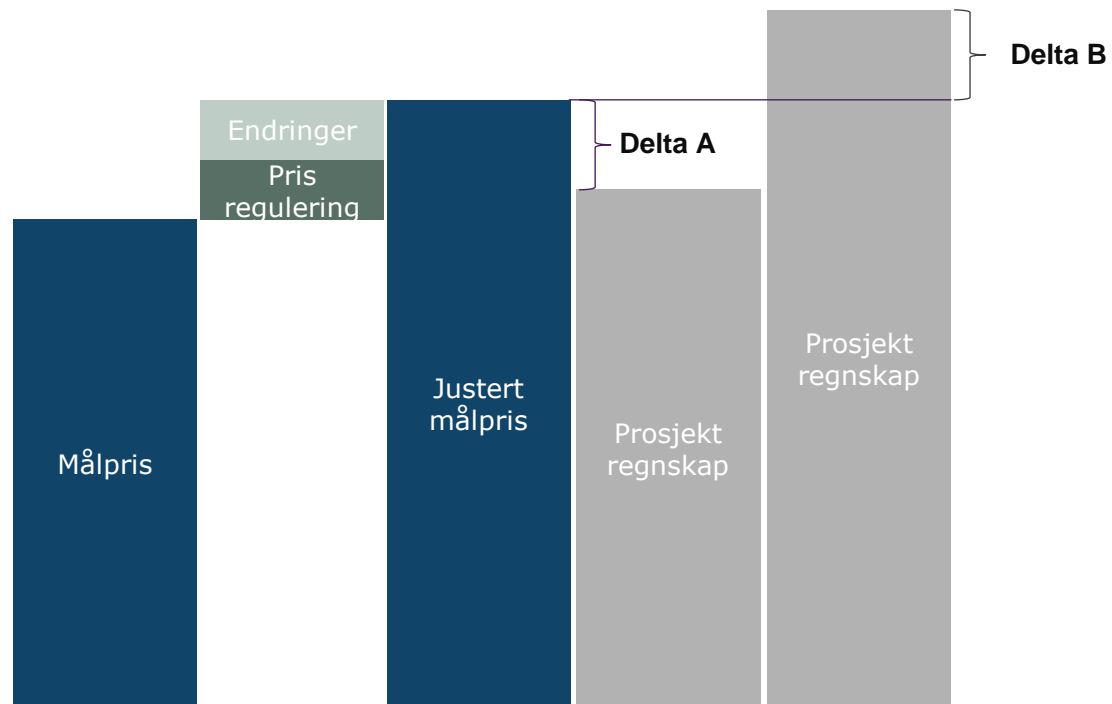 Delta B
Endringer
Pris
regulering
Delta A
Prosjekt
regnskap
Justert
målpris
Prosjekt
regnskap
Målpris